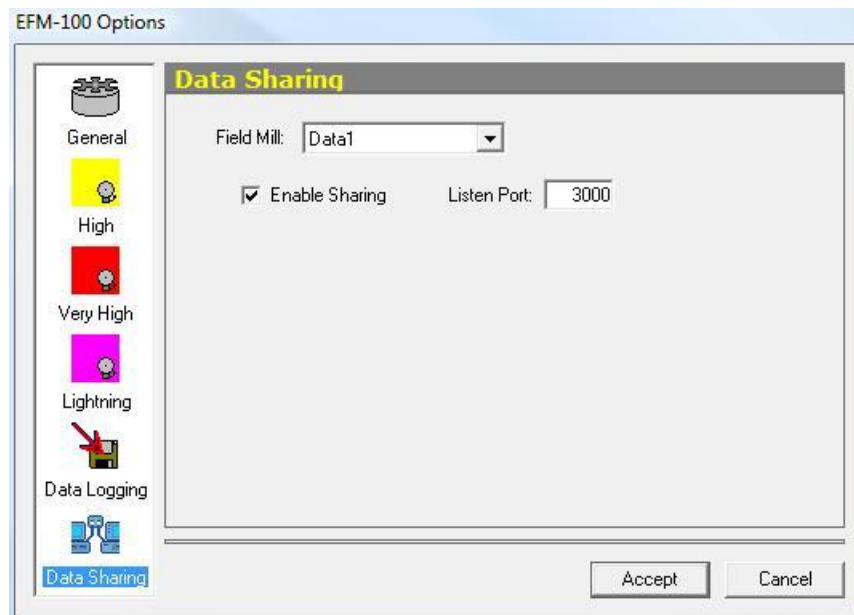 EFM-100 Options
General
High
Very High
Lightning
Data Logging
Data Sharing
Data Sharing
Field Mill: Data1
Enable Sharing Listen Port: 3000
Accept Cancel